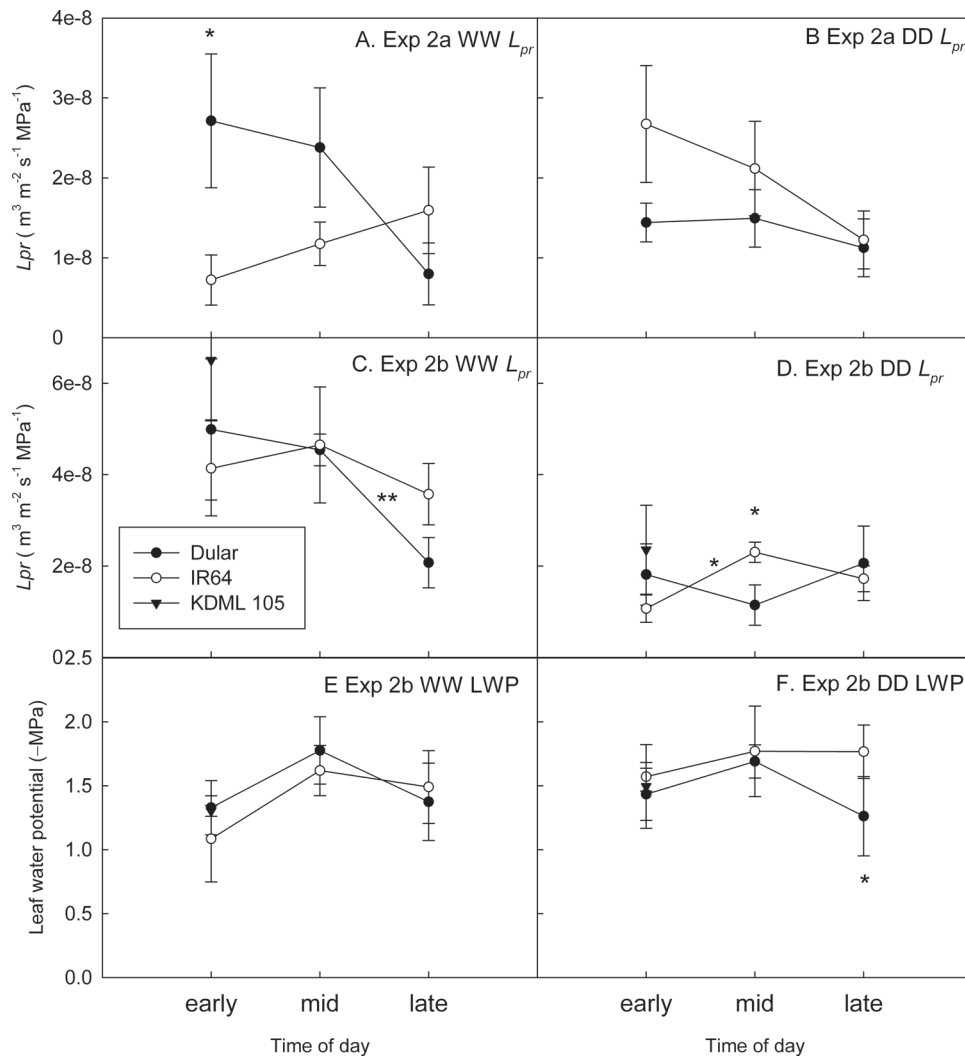 4e-8
3e-8
2e-8
1e-8
0
Lpr ( m³ m⁻² s⁻¹ MPa⁻¹)
*
A. Exp 2a WW Lpr
B Exp 2a DD Lpr
6e-8
4e-8
2e-8
Lpr ( m³ m⁻² s⁻¹ MPa⁻¹)
C. Exp 2b WW Lpr
**
Dular
IR64
KDML 105
D. Exp 2b DD Lpr
*
*
02.5
2.0
1.5
1.0
0.5
0.0
Leaf water potential (–MPa)
E Exp 2b WW LWP
F. Exp 2b DD LWP
*
early mid late early mid late
Time of day Time of day